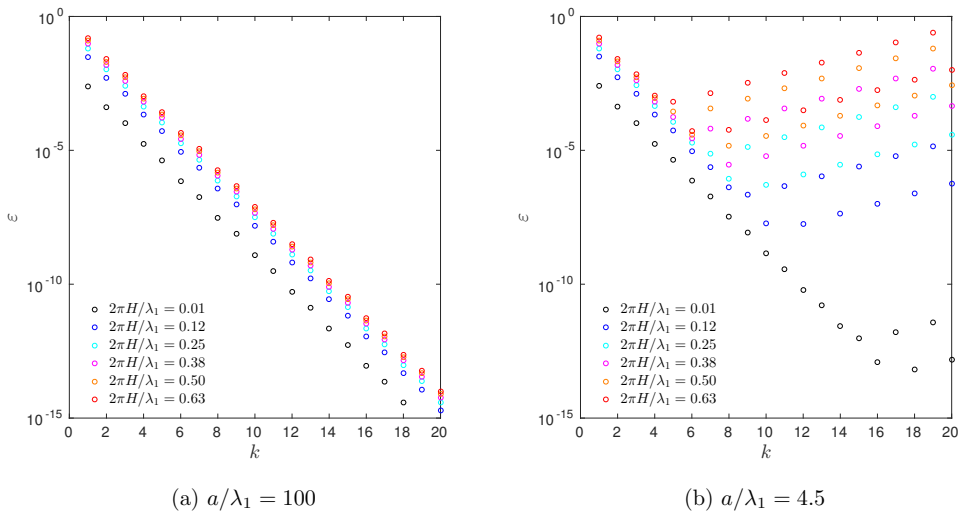 10^0
10^-5
10^-10
10^-15
ε
2πH/λ₁ = 0.01
2πH/λ₁ = 0.12
2πH/λ₁ = 0.25
2πH/λ₁ = 0.38
2πH/λ₁ = 0.50
2πH/λ₁ = 0.63
0 2 4 6 8 10 12 14 16 18 20
k
(a) a/λ₁ = 100
10^0
10^-5
10^-10
10^-15
ε
2πH/λ₁ = 0.01
2πH/λ₁ = 0.12
2πH/λ₁ = 0.25
2πH/λ₁ = 0.38
2πH/λ₁ = 0.50
2πH/λ₁ = 0.63
0 2 4 6 8 10 12 14 16 18 20
k
(b) a/λ₁ = 4.5